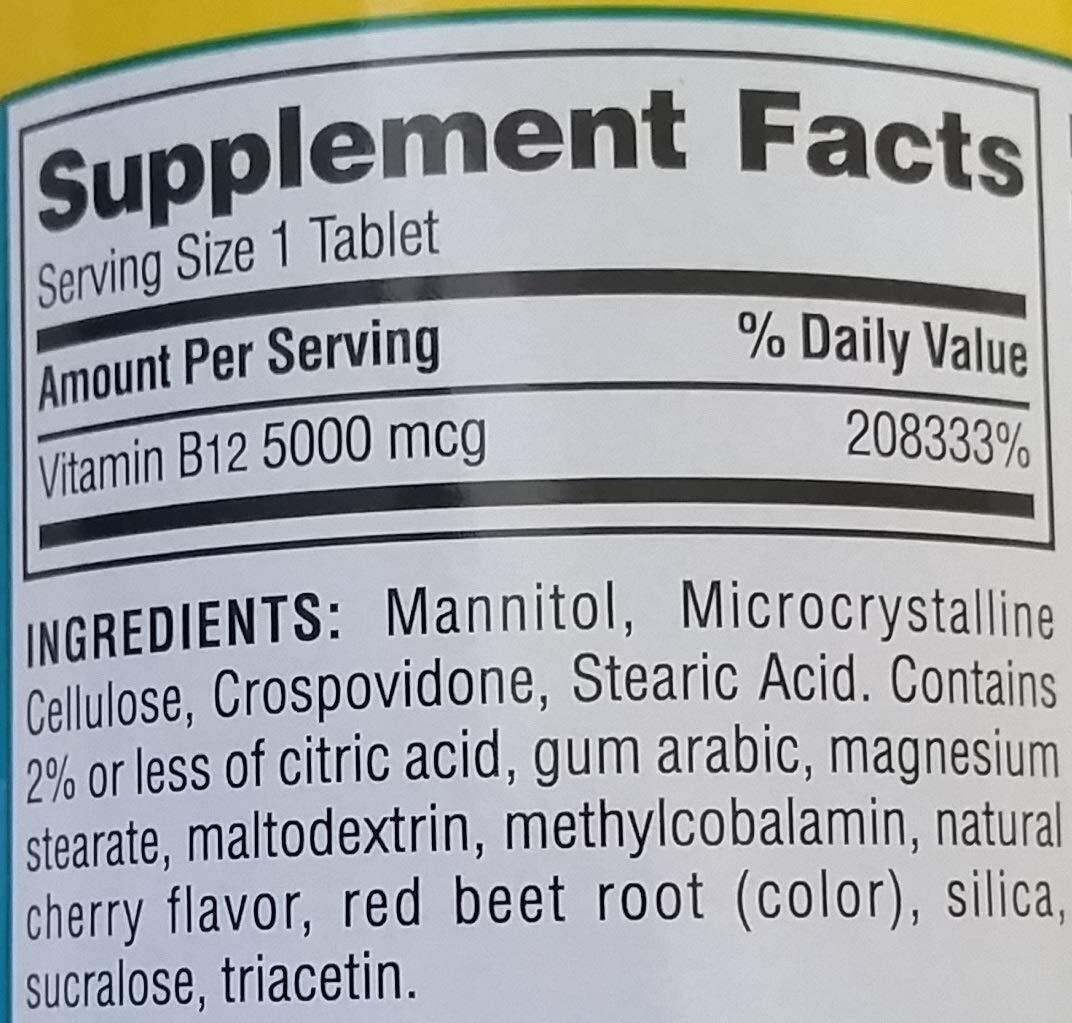 Supplement Facts
Serving Size 1 Tablet
Amount Per Serving % Daily Value
Vitamin B12 5000 mcg 208333%
INGREDIENTS: Mannitol, Microcrystalline
Cellulose, Crospovidone, Stearic Acid. Contains
2% or less of citric acid, gum arabic, magnesium
stearate, maltodextrin, methylcobalamin, natural
cherry flavor, red beet root (color), silica,
sucralose, triacetin.